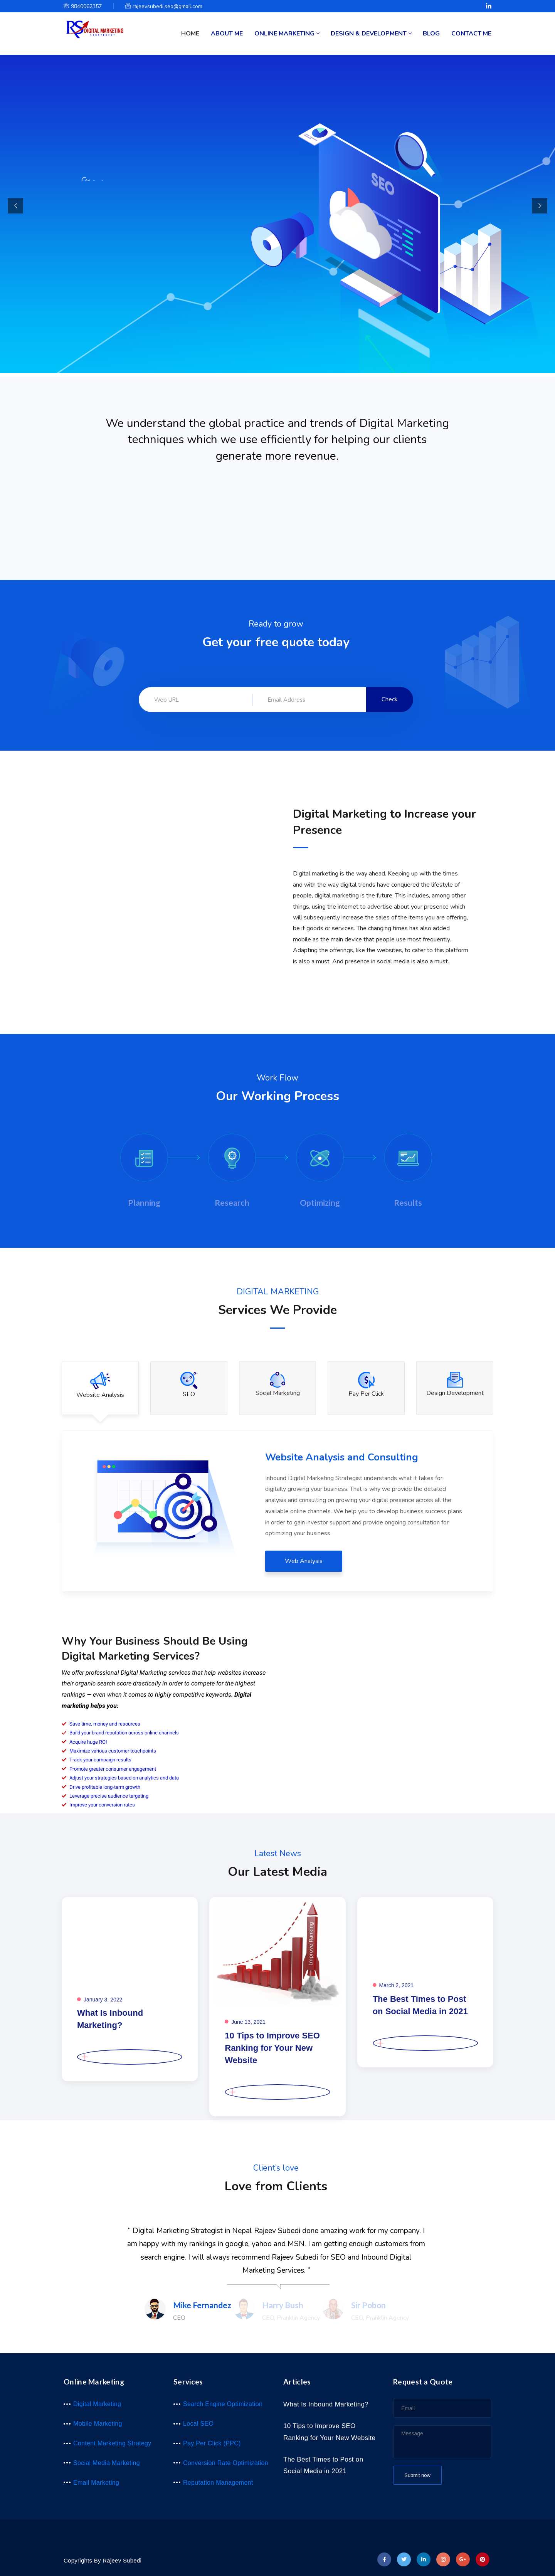 9840062357
rajeevsubedi.seo@gmail.com
RS DIGITAL MARKETING
HOME
ABOUT ME
ONLINE MARKETING
DESIGN & DEVELOPMENT
BLOG
CONTACT ME
SEO
We understand the global practice and trends of Digital Marketing
techniques which we use efficiently for helping our clients
generate more revenue.
Ready to grow
Get your free quote today
Web URL
Email Address
Check
Digital Marketing to Increase your
Presence
Digital marketing is the way ahead. Keeping up with the times
and with the way digital trends have conquered the lifestyle of
people, digital marketing is the future. This includes, among other
things, using the internet to advertise about your presence which
will subsequently increase the sales of the items you are offering,
be it goods or services. The changing times has also added
mobile as the main device that people use most frequently.
Adapting the offerings, like the websites, to cater to this platform
is also a must. And presence in social media is also a must.
Work Flow
Our Working Process
Planning
Research
Optimizing
Results
DIGITAL MARKETING
Services We Provide
Website Analysis
SEO
Social Marketing
Pay Per Click
Design Development
Website Analysis and Consulting
Inbound Digital Marketing Strategist understands what it takes for
digitally growing your business. That is why we provide the detailed
analysis and consulting on growing your digital presence across all the
available online channels. We help you to develop business success plans
in order to gain investor support and provide ongoing consultation for
optimizing your business.
Web Analysis
Why Your Business Should Be Using
Digital Marketing Services?
We offer professional Digital Marketing services that help websites increase
their organic search score drastically in order to compete for the highest
rankings — even when it comes to highly competitive keywords. Digital
marketing helps you:
Save time, money and resources
Build your brand reputation across online channels
Acquire huge ROI
Maximize various customer touchpoints
Track your campaign results
Promote greater consumer engagement
Adjust your strategies based on analytics and data
Drive profitable long-term growth
Leverage precise audience targeting
Improve your conversion rates
Latest News
Our Latest Media
January 3, 2022
What Is Inbound
Marketing?
Improve Ranking
June 13, 2021
10 Tips to Improve SEO
Ranking for Your New
Website
March 2, 2021
The Best Times to Post
on Social Media in 2021
Client's love
Love from Clients
" Digital Marketing Strategist in Nepal Rajeev Subedi done amazing work for my company. I
am happy with my rankings in google, yahoo and MSN. I am getting enough customers from
search engine. I will always recommend Rajeev Subedi for SEO and Inbound Digital
Marketing Services. "
Mike Fernandez
CEO
Harry Bush
Sir Pobon
Online Marketing
Digital Marketing
Mobile Marketing
Content Marketing Strategy
Social Media Marketing
Email Marketing
Services
Search Engine Optimization
Local SEO
Pay Per Click (PPC)
Conversion Rate Optimization
Reputation Management
Articles
What Is Inbound Marketing?
10 Tips to Improve SEO
Ranking for Your New Website
The Best Times to Post on
Social Media in 2021
Request a Quote
Email
Message
Submit now
Copyrights By Rajeev Subedi